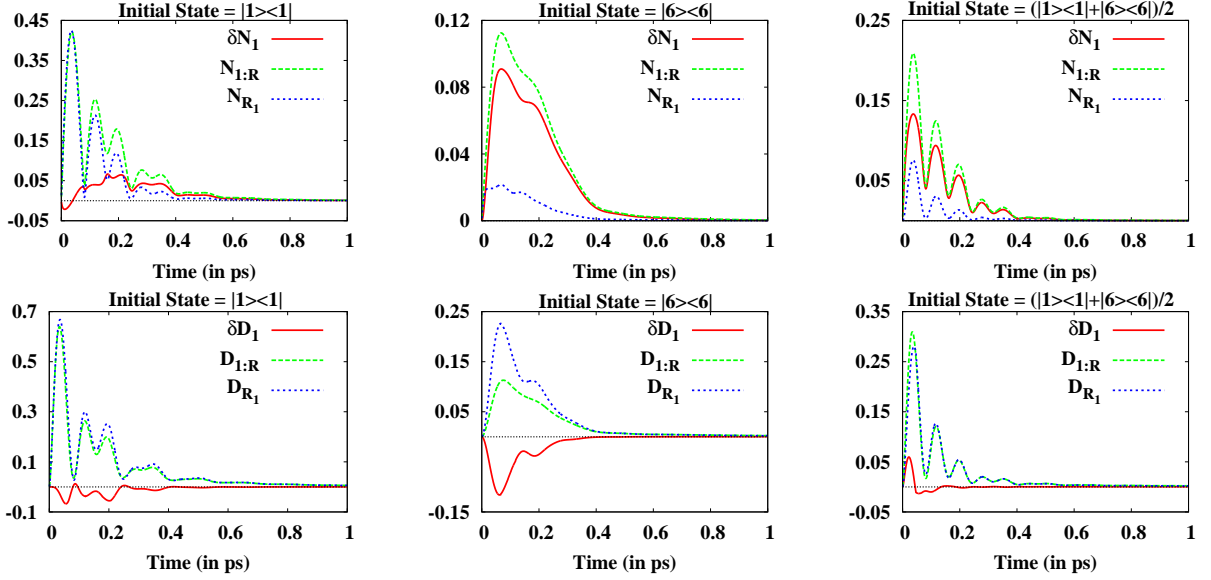 Initial State = |1><1|
0.45
0.35
0.25
0.15
0.05
-0.05
δN1
N1:R
NR1
0 0.2 0.4 0.6 0.8 1
Time (in ps)
Initial State = |6><6|
0.12
0.08
0.04
0
δN1
N1:R
NR1
0 0.2 0.4 0.6 0.8 1
Time (in ps)
Initial State = (|1><1|+|6><6|)/2
0.25
0.15
0.05
δN1
N1:R
NR1
0 0.2 0.4 0.6 0.8 1
Time (in ps)
Initial State = |1><1|
0.7
0.5
0.3
0.1
-0.1
δD1
D1:R
DR1
0 0.2 0.4 0.6 0.8 1
Time (in ps)
Initial State = |6><6|
0.25
0.15
0.05
-0.05
-0.15
δD1
D1:R
DR1
0 0.2 0.4 0.6 0.8 1
Time (in ps)
Initial State = (|1><1|+|6><6|)/2
0.35
0.25
0.15
0.05
-0.05
δD1
D1:R
DR1
0 0.2 0.4 0.6 0.8 1
Time (in ps)